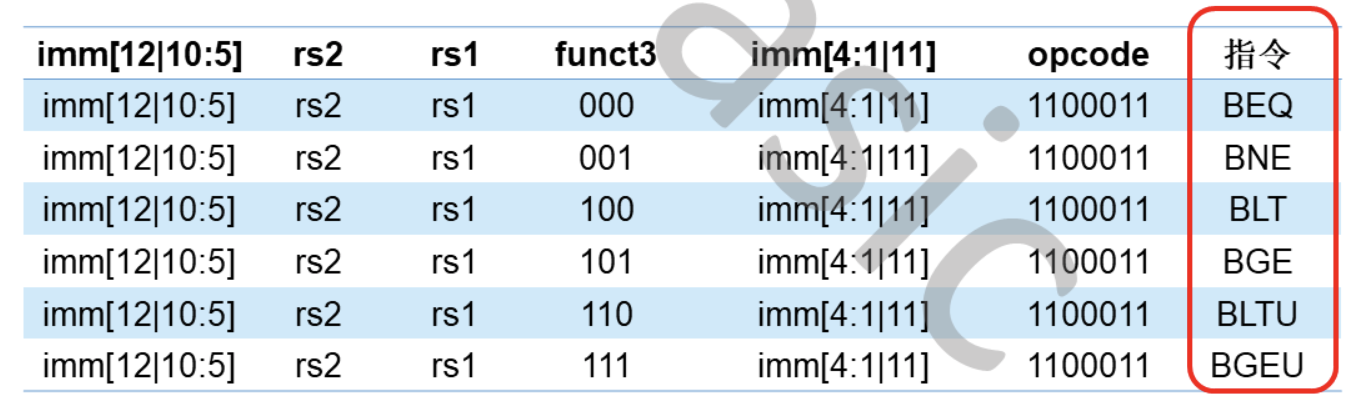 imm[12|10:5] rs2 rs1 funct3 imm[4:1|11] opcode 指令
imm[12|10:5] rs2 rs1 000 imm[4:1|11] 1100011 BEQ
imm[12|10:5] rs2 rs1 001 imm[4:1|11] 1100011 BNE
imm[12|10:5] rs2 rs1 100 imm[4:1|11] 1100011 BLT
imm[12|10:5] rs2 rs1 101 imm[4:1|11] 1100011 BGE
imm[12|10:5] rs2 rs1 110 imm[4:1|11] 1100011 BLTU
imm[12|10:5] rs2 rs1 111 imm[4:1|11] 1100011 BGEU